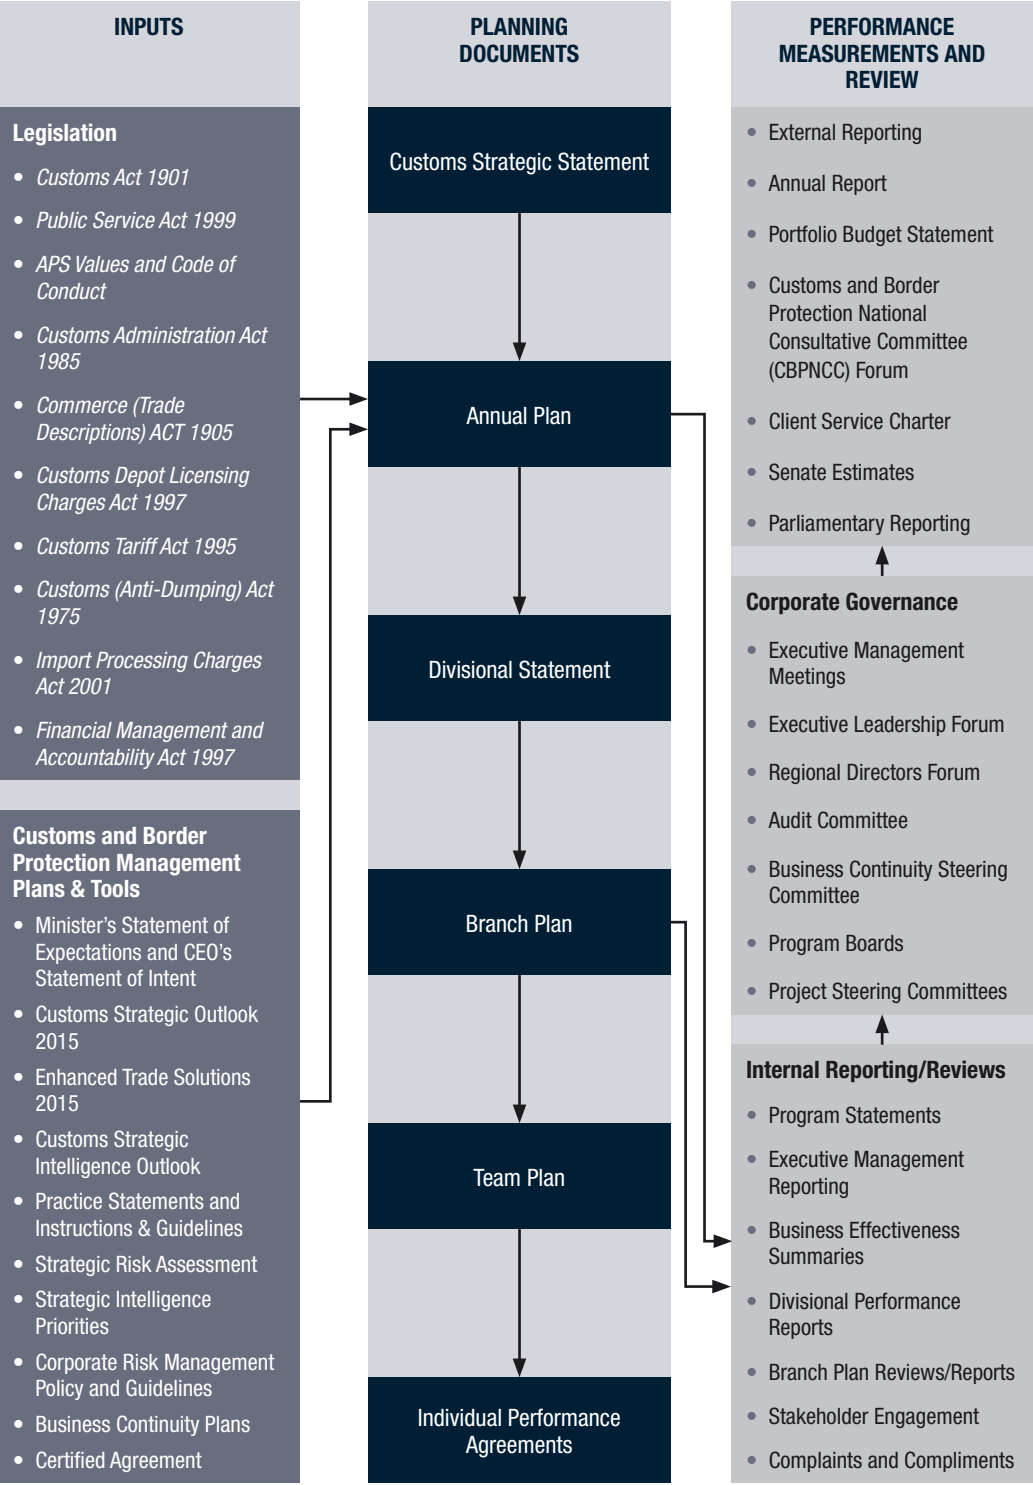 INPUTS
Legislation
• Customs Act 1901
• Public Service Act 1999
• APS Values and Code of
Conduct
• Customs Administration Act
1985
• Commerce (Trade
Descriptions) ACT 1905
• Customs Depot Licensing
Charges Act 1997
• Customs Tariff Act 1995
• Customs (Anti-Dumping) Act
1975
• Import Processing Charges
Act 2001
• Financial Management and
Accountability Act 1997
Customs and Border
Protection Management
Plans & Tools
• Minister’s Statement of
Expectations and CEO’s
Statement of Intent
• Customs Strategic Outlook
2015
• Enhanced Trade Solutions
2015
• Customs Strategic
Intelligence Outlook
• Practice Statements and
Instructions & Guidelines
• Strategic Risk Assessment
• Strategic Intelligence
Priorities
• Corporate Risk Management
Policy and Guidelines
• Business Continuity Plans
• Certified Agreement
PLANNING
DOCUMENTS
Customs Strategic Statement
Annual Plan
Divisional Statement
Branch Plan
Team Plan
Individual Performance
Agreements
PERFORMANCE
MEASUREMENTS AND
REVIEW
• External Reporting
• Annual Report
• Portfolio Budget Statement
• Customs and Border
Protection National
Consultative Committee
(CBPNCC) Forum
• Client Service Charter
• Senate Estimates
• Parliamentary Reporting
Corporate Governance
• Executive Management
Meetings
• Executive Leadership Forum
• Regional Directors Forum
• Audit Committee
• Business Continuity Steering
Committee
• Program Boards
• Project Steering Committees
Internal Reporting/Reviews
• Program Statements
• Executive Management
Reporting
• Business Effectiveness
Summaries
• Divisional Performance
Reports
• Branch Plan Reviews/Reports
• Stakeholder Engagement
• Complaints and Compliments